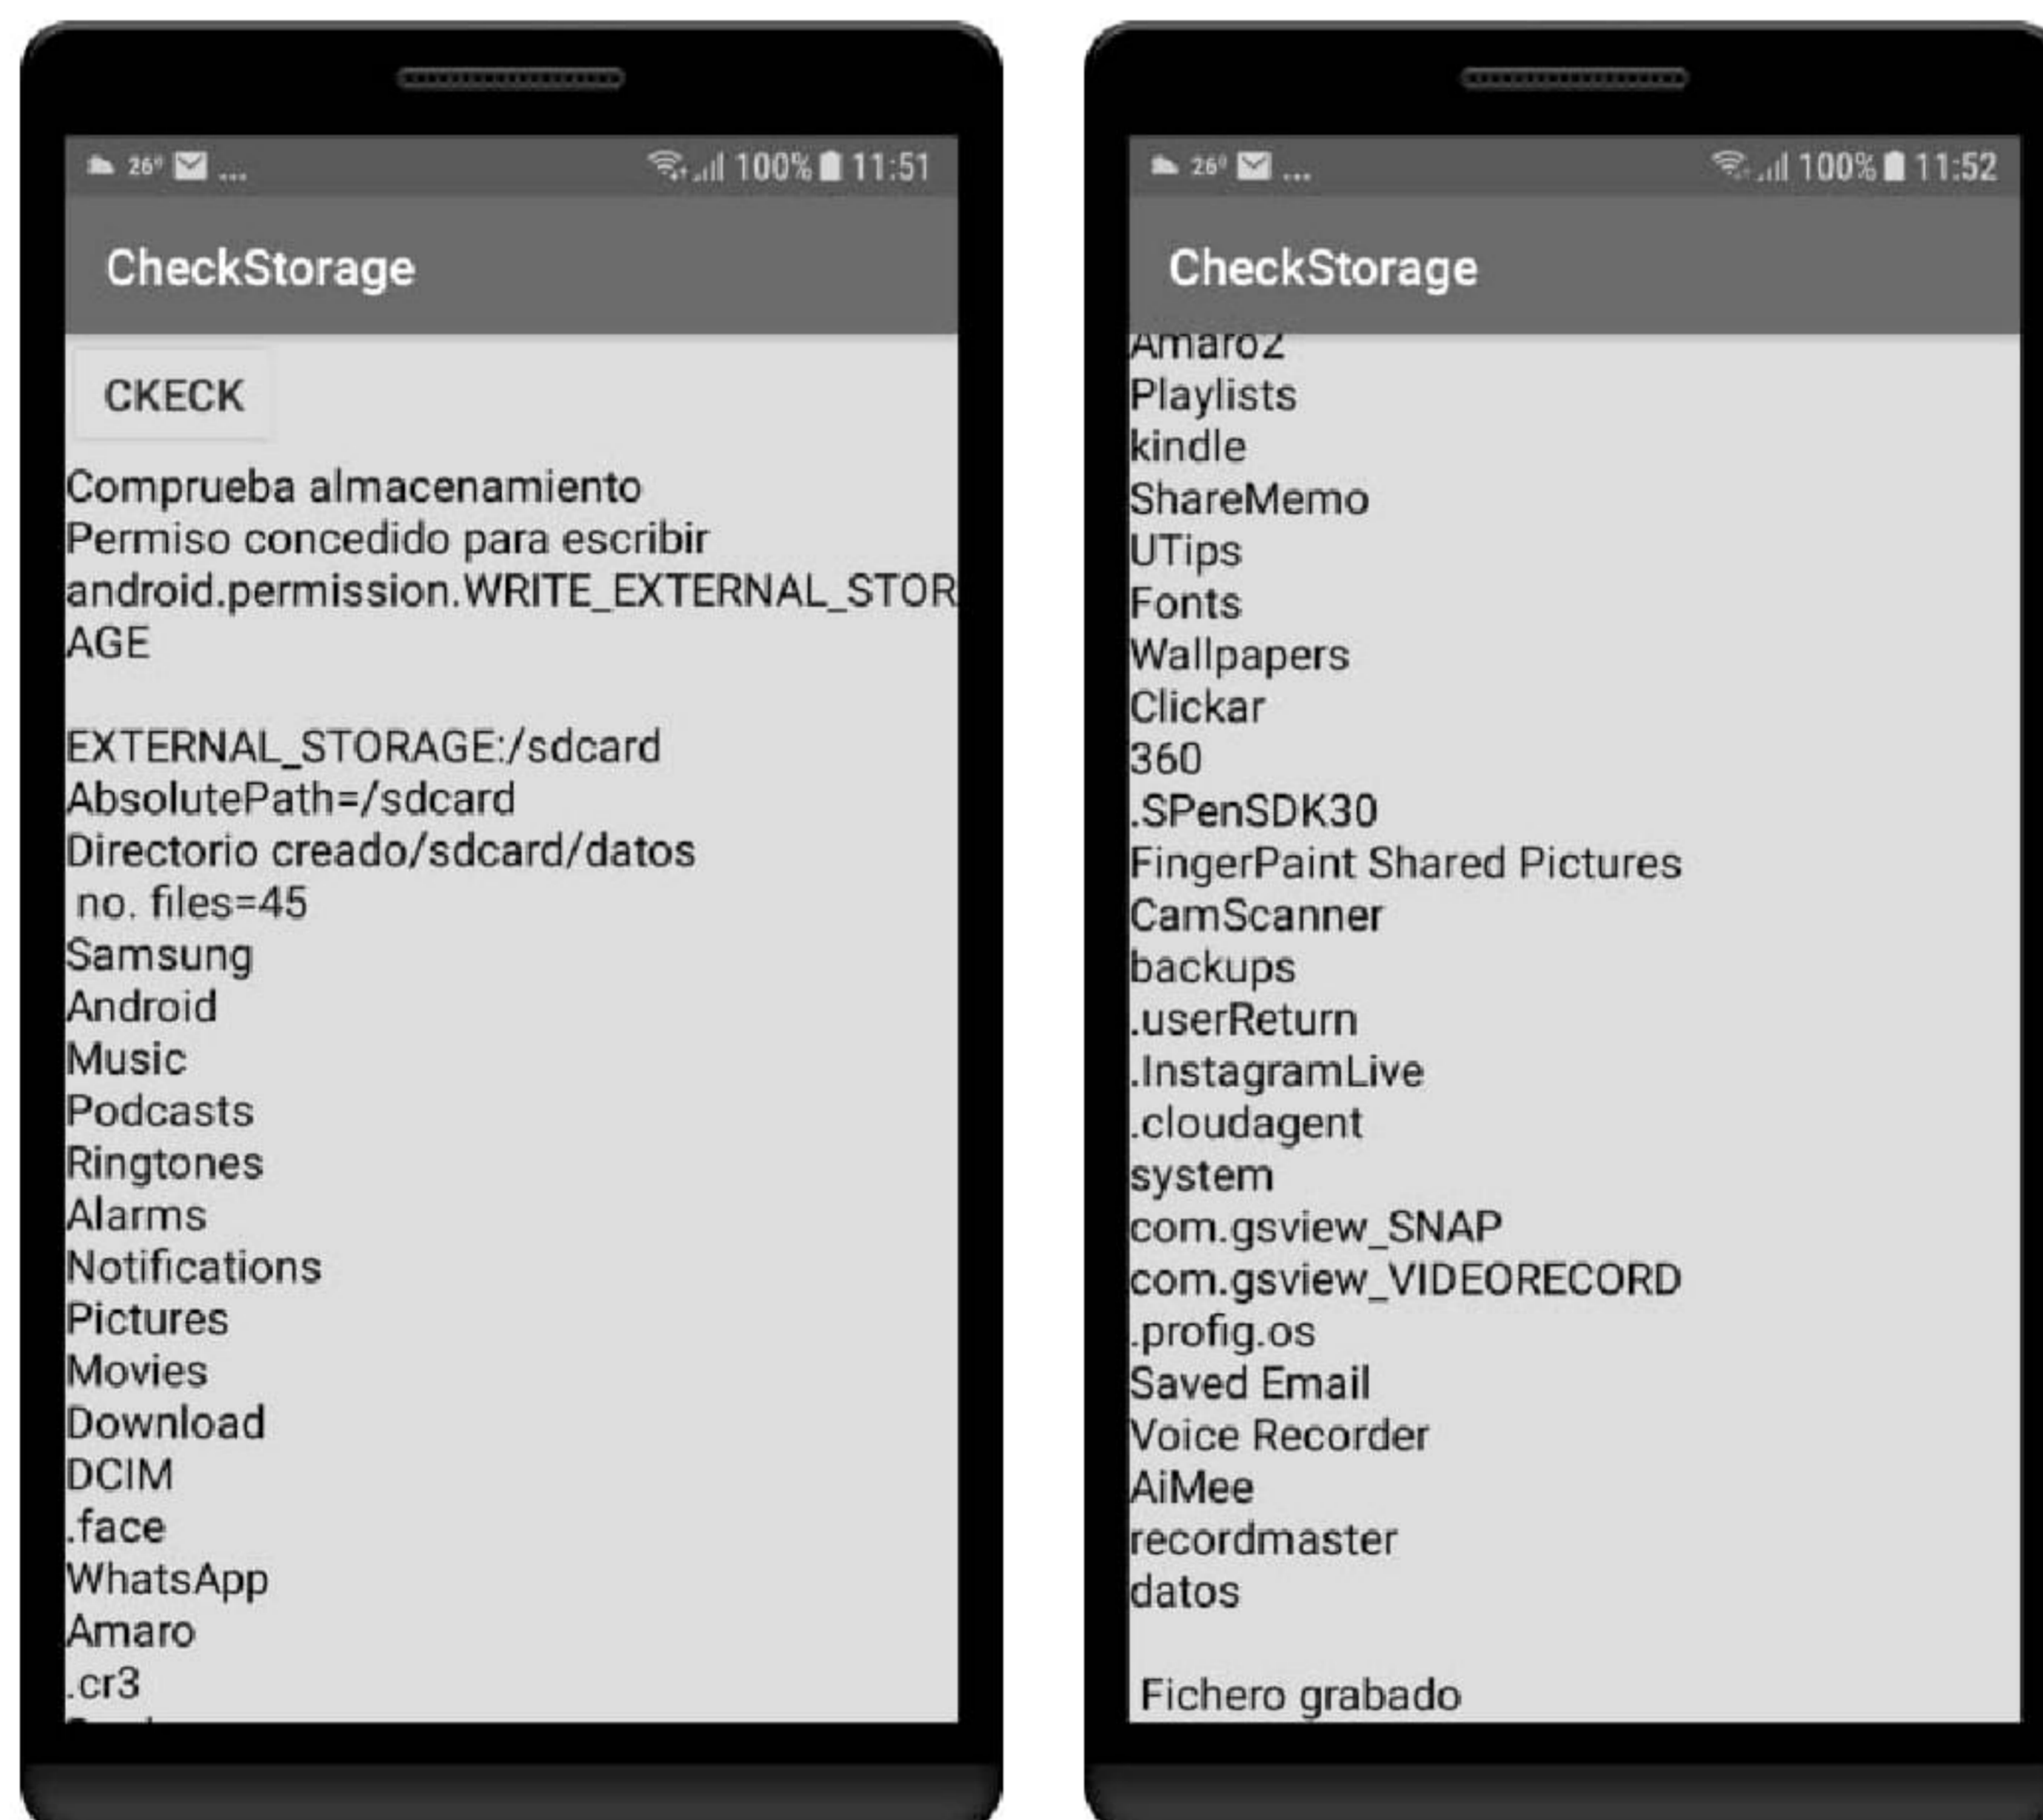 26° ... 100% 11:51
CheckStorage
CKECK
Comprueba almacenamiento
Permiso concedido para escribir
android.permission.WRITE_EXTERNAL_STOR
AGE
EXTERNAL_STORAGE:/sdcard
AbsolutePath=/sdcard
Directorio creado/sdcard/datos
no. files=45
Samsung
Android
Music
Podcasts
Ringtones
Alarms
Notifications
Pictures
Movies
Download
DCIM
.face
WhatsApp
Amaro
.cr3
26° ... 100% 11:52
CheckStorage
Amaro2
Playlists
kindle
ShareMemo
UTips
Fonts
Wallpapers
Clickar
360
.SPenSDK30
FingerPaint Shared Pictures
CamScanner
backups
.userReturn
.InstagramLive
.cloudagent
system
com.gsview_SNAP
com.gsview_VIDEORECORD
.profig.os
Saved Email
Voice Recorder
AiMee
recordmaster
datos
Fichero grabado